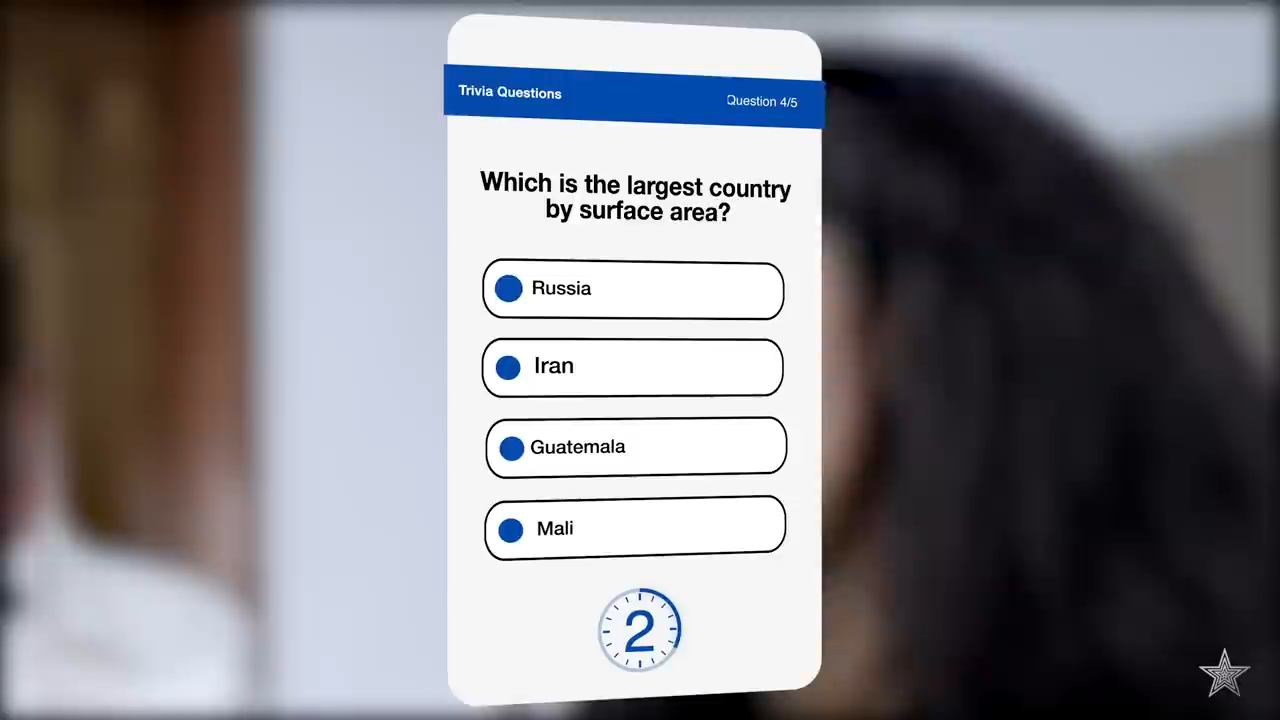 Trivia Questions
Question 4/5
Which is the largest country
by surface area?
Russia
Iran
Guatemala
Mali
2